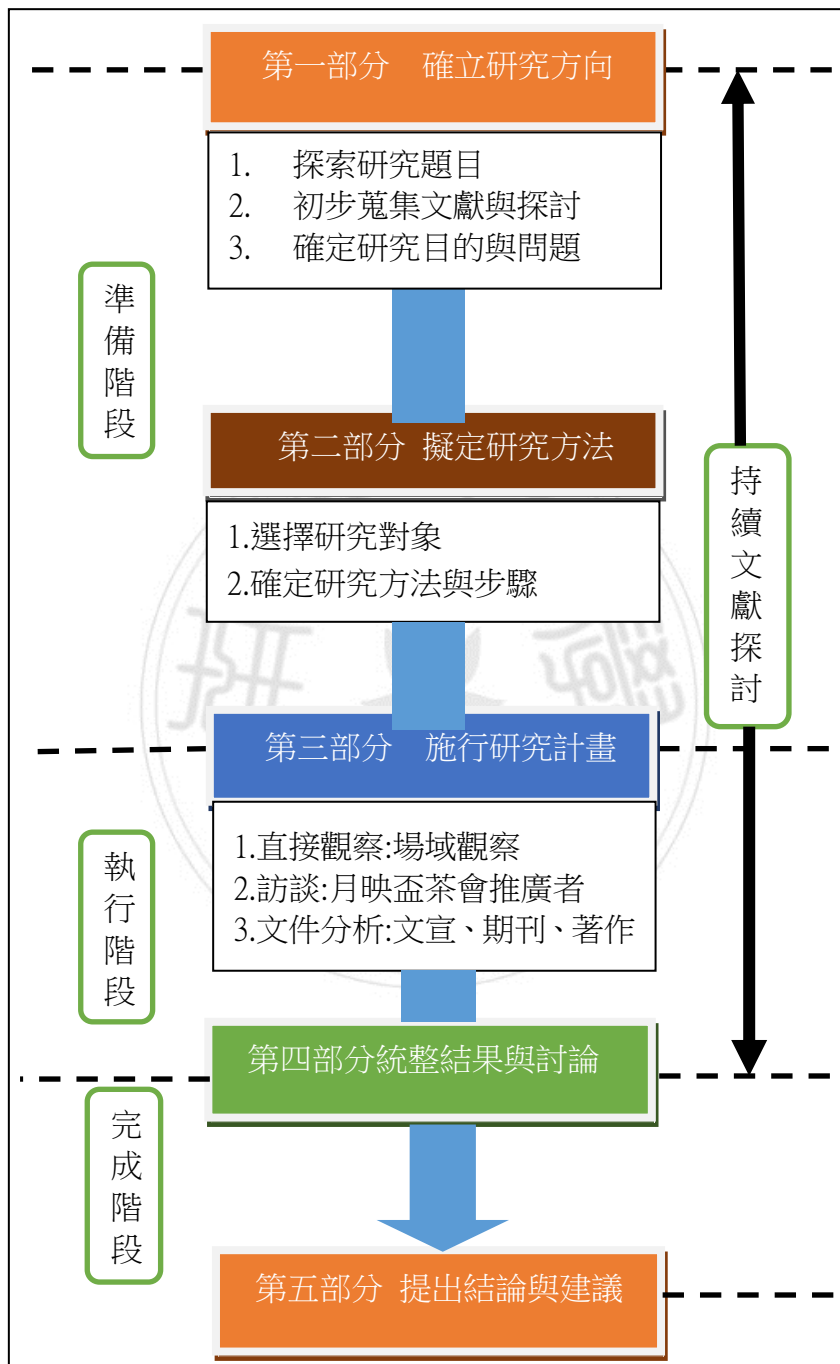 第一部分　確立研究方向
1. 探索研究題目
2. 初步蒐集文獻與探討
3. 確定研究目的與問題
準備階段
第二部分 擬定研究方法
1.選擇研究對象
2.確定研究方法與步驟
持續文獻探討
第三部分　施行研究計畫
1.直接觀察:場域觀察
2.訪談:月映盃茶會推廣者
3.文件分析:文宣、期刊、著作
執行階段
第四部分統整結果與討論
完成階段
第五部分 提出結論與建議